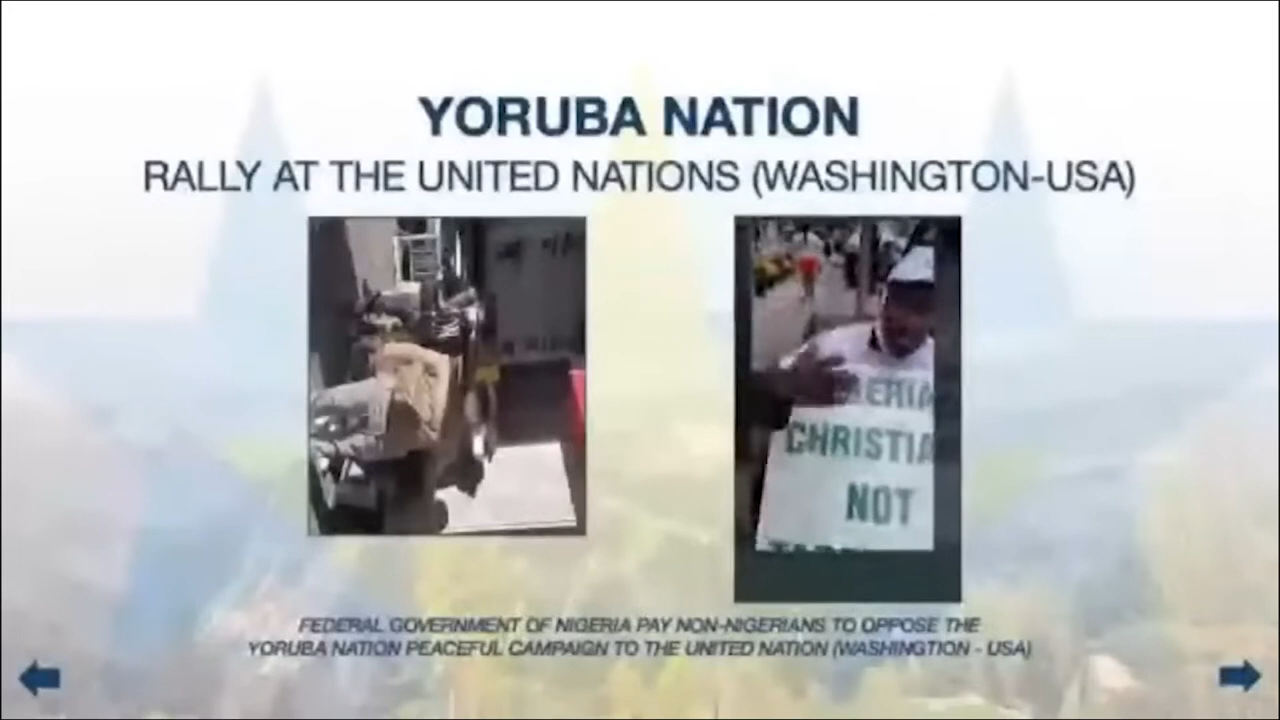 YORUBA NATION
RALLY AT THE UNITED NATIONS (WASHINGTON-USA)
CHRISTIA
NOT
FEDERAL GOVERNMENT OF NIGERIA PAY NON-NIGERIANS TO OPPOSE THE
YORUBA NATION PEACEFUL CAMPAIGN TO THE UNITED NATION (WASHINGTION - USA)